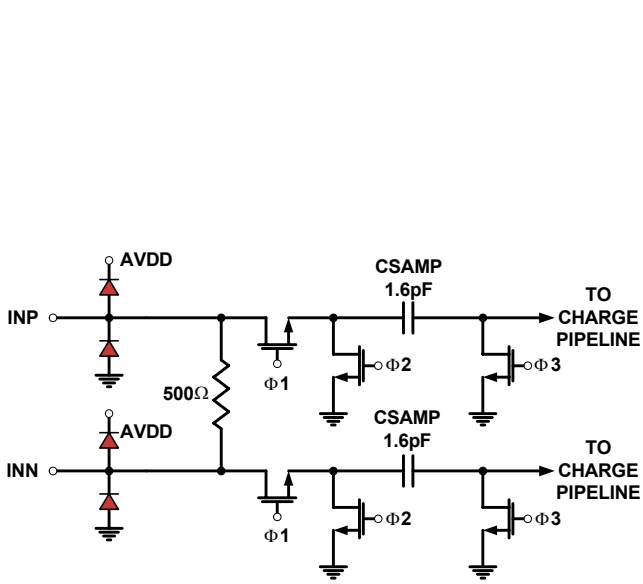 AVDD
CSAMP
1.6pF
INP
TO
CHARGE
PIPELINE
Φ2
Φ3
Φ1
500Ω
AVDD
CSAMP
1.6pF
INN
TO
CHARGE
PIPELINE
Φ2
Φ3
Φ1